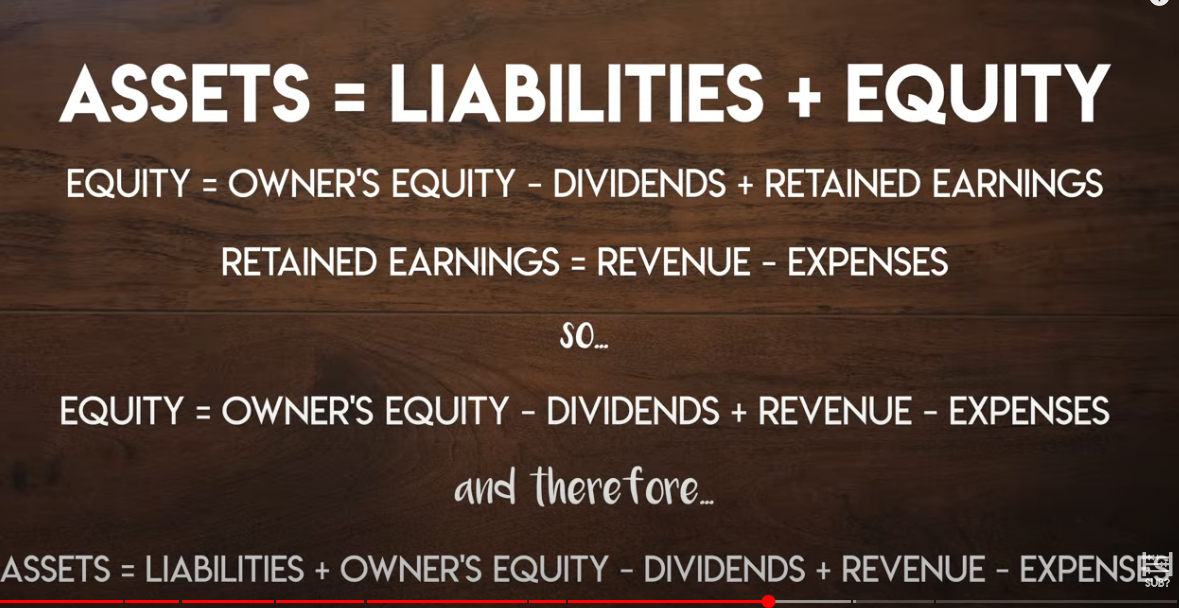 ASSETS = LIABILITIES + EQUITY
EQUITY = OWNER'S EQUITY - DIVIDENDS + RETAINED EARNINGS
RETAINED EARNINGS = REVENUE - EXPENSES
so...
EQUITY = OWNER'S EQUITY - DIVIDENDS + REVENUE - EXPENSES
and therefore...
ASSETS = LIABILITIES + OWNER'S EQUITY - DIVIDENDS + REVENUE - EXPENSES
SUB?